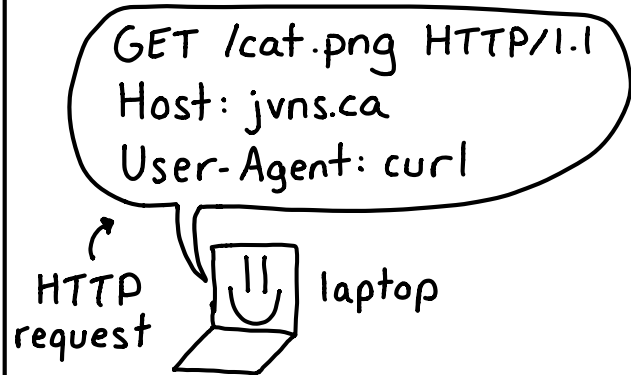 GET /cat.png HTTP/1.1
Host: jvns.ca
User-Agent: curl
HTTP
request
laptop